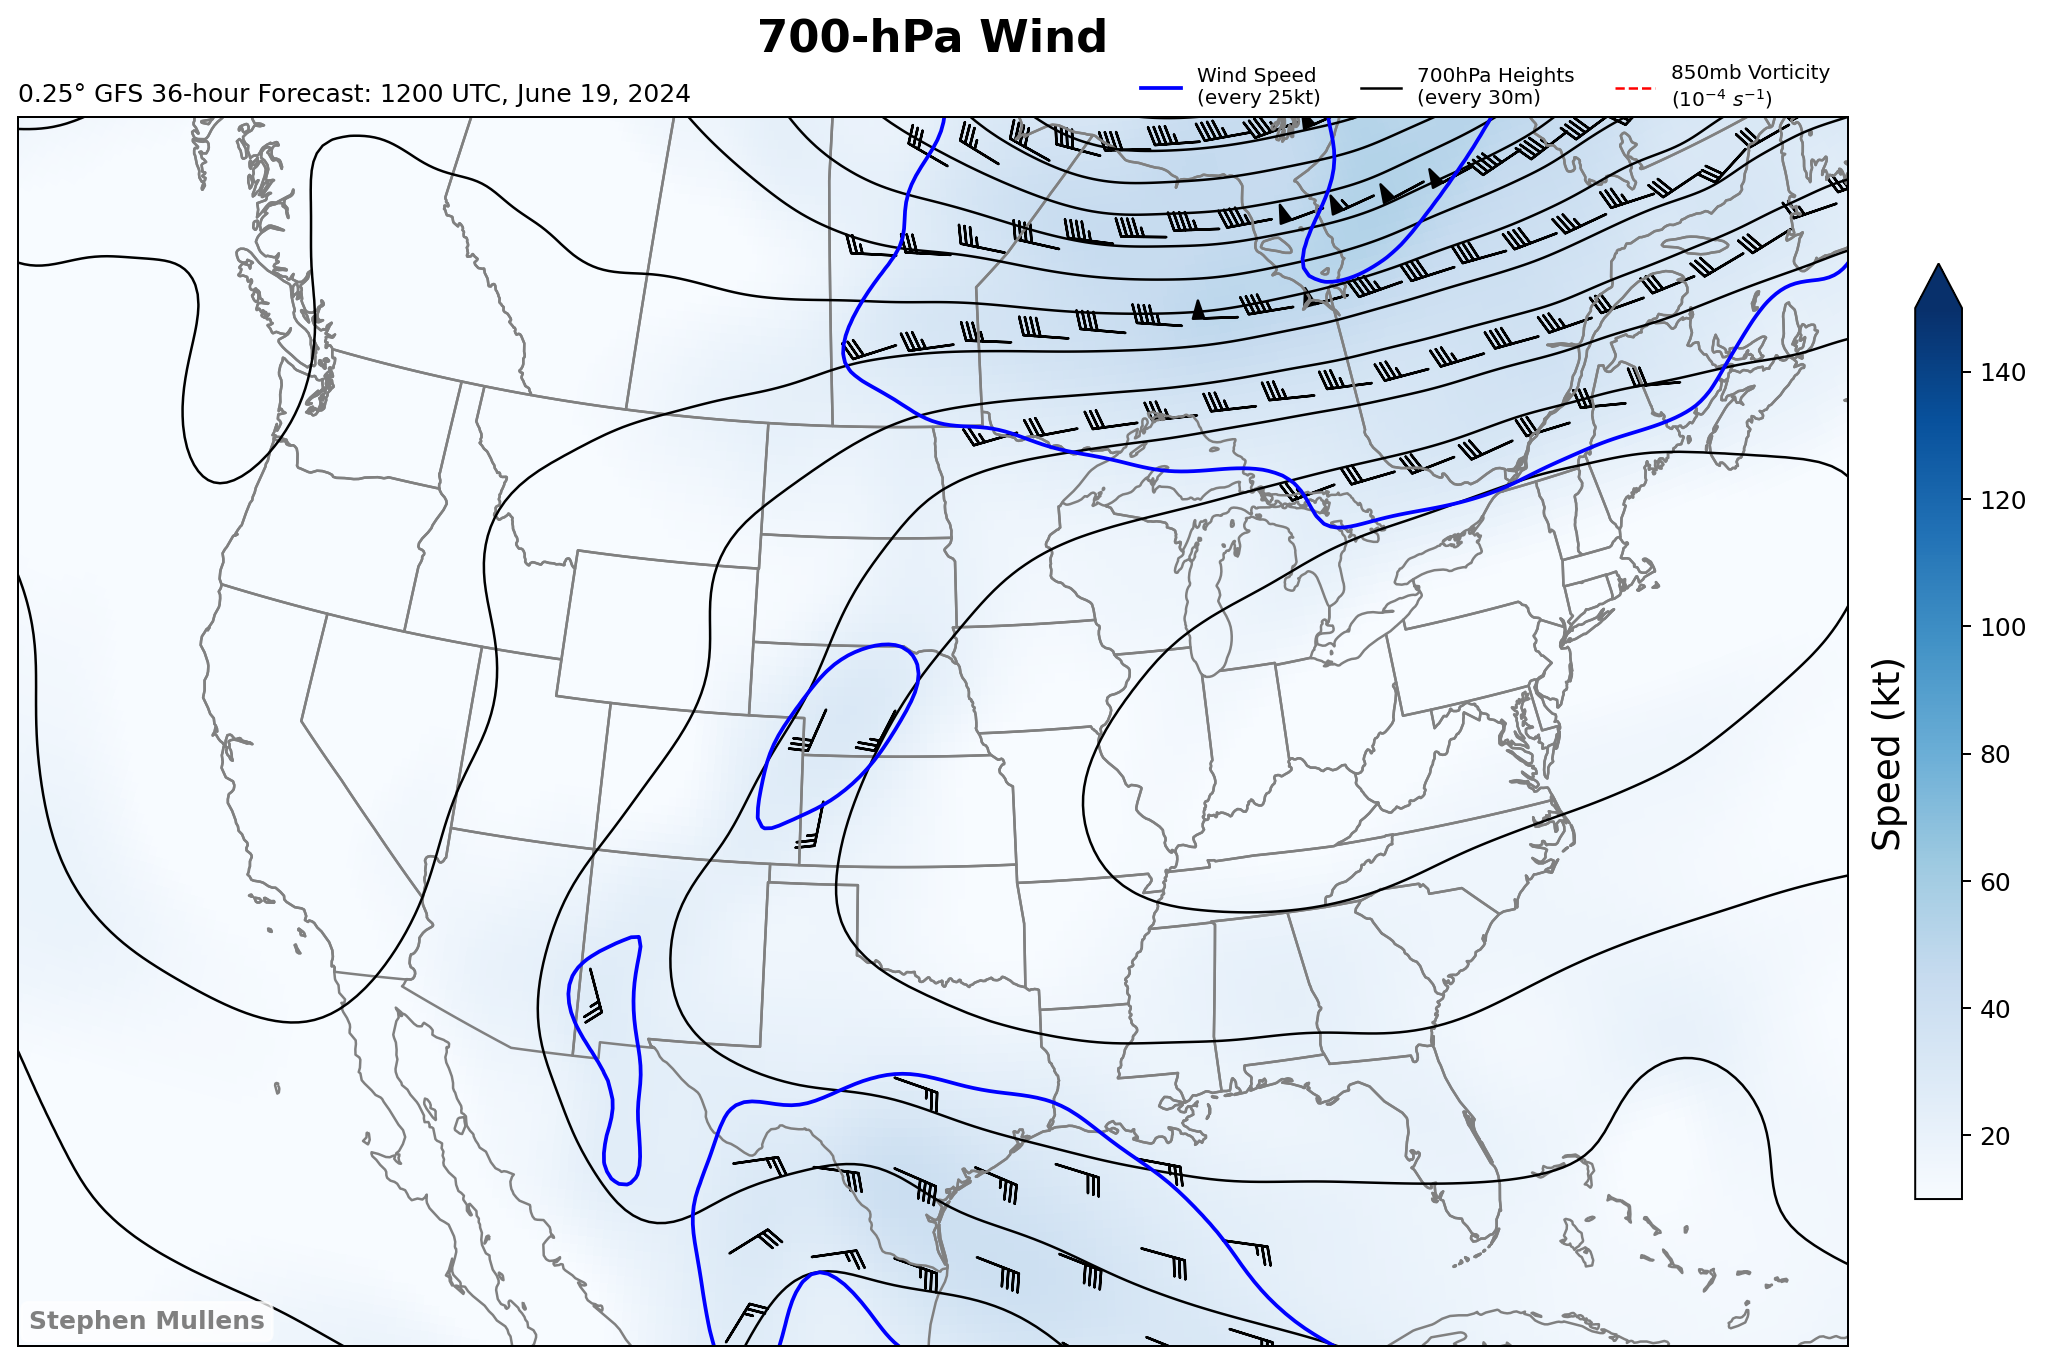 700-hPa Wind
0.25° GFS 36-hour Forecast: 1200 UTC, June 19, 2024
Wind Speed
(every 25kt)
700hPa Heights
(every 30m)
850mb Vorticity
(10⁻⁴ s⁻¹)
140
120
100
80
60
40
20
Speed (kt)
Stephen Mullens